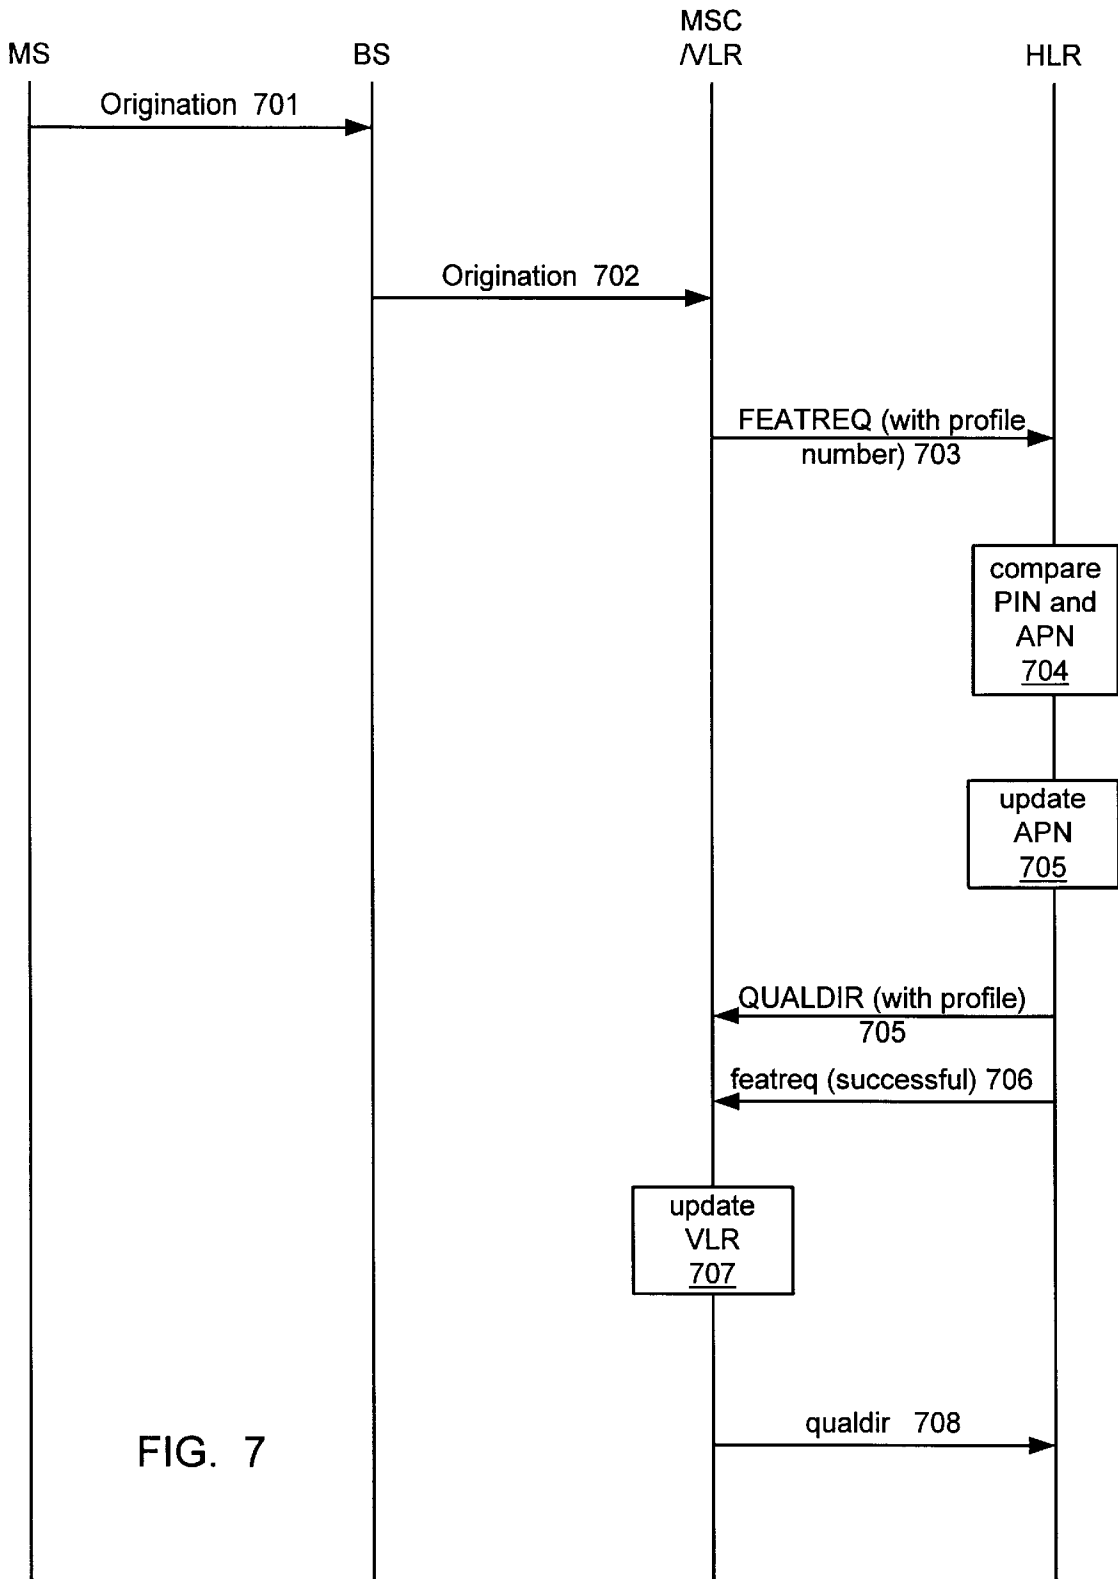 MS
BS
MSC
/VLR
HLR
Origination 701
Origination 702
FEATREQ (with profile
number) 703
compare
PIN and
APN
704
update
APN
705
QUALDIR (with profile)
705
featreq (successful) 706
update
VLR
707
qualdir 708
FIG. 7